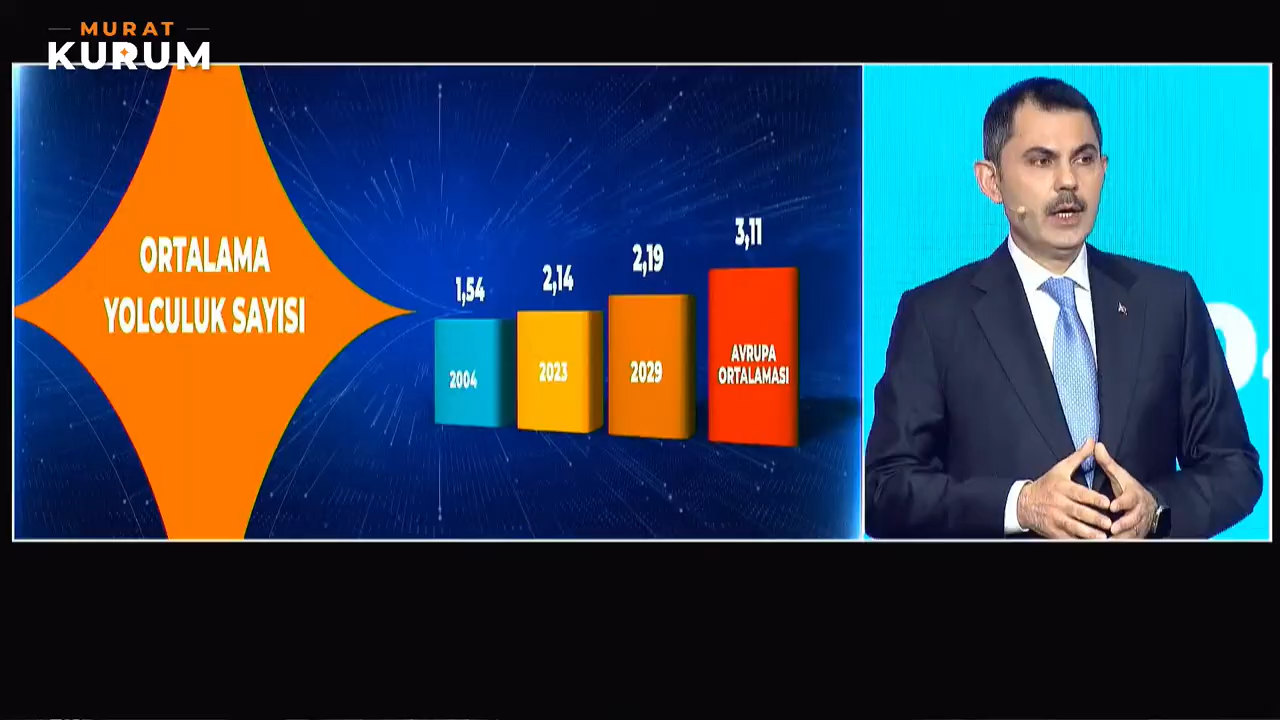 MURAT
KURUM
ORTALAMA
YOLCULUK SAYISI
1,54
2,14
2,19
3,11
2004
2023
2029
AVRUPA
ORTALAMASI